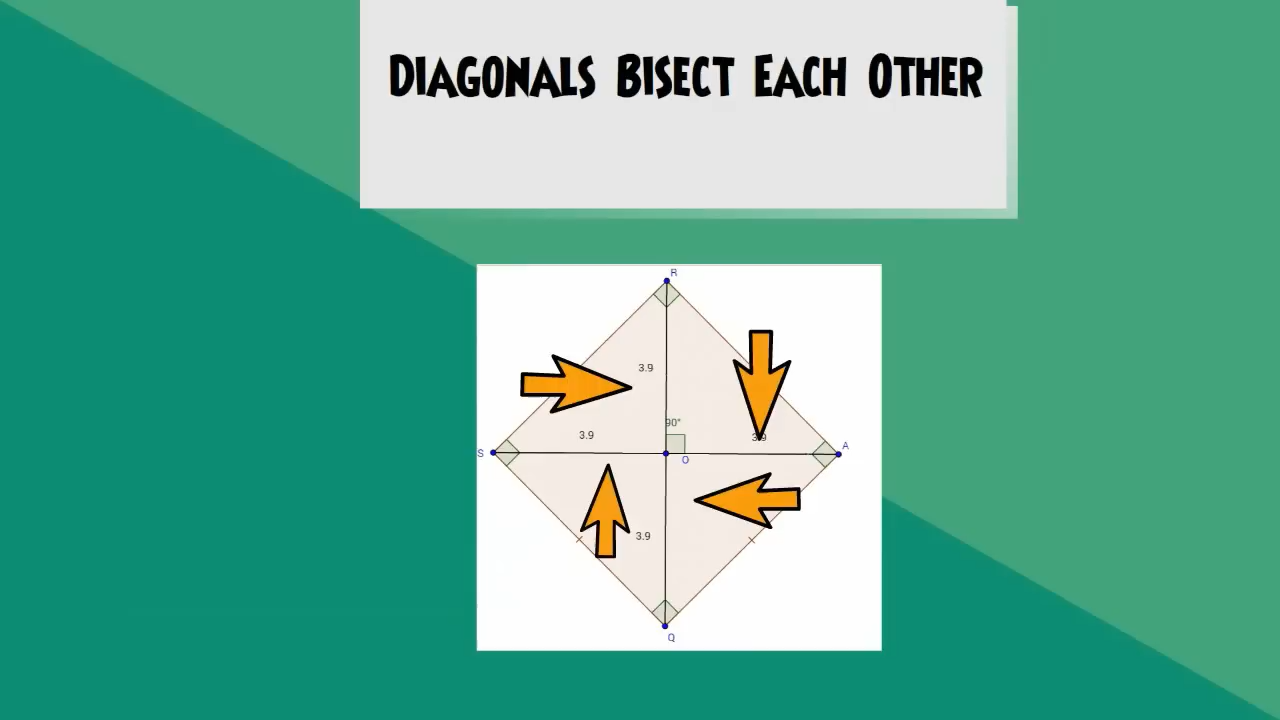 DIAGONALS BISECT EACH OTHER
R
3.9
90°
3.9
3.9
A
S
O
3.9
Q